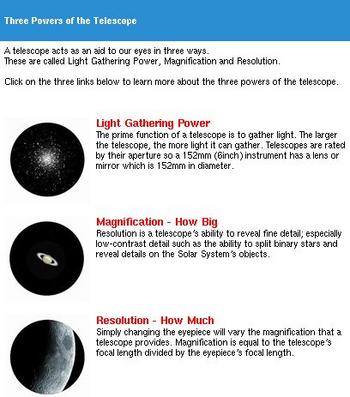 Three Powers of the Telescope
A telescope acts as an aid to our eyes in three ways.
These are called Light Gathering Power, Magnification and Resolution.
Click on the three links below to learn more about the three powers of the telescope.
Light Gathering Power
The prime function of a telescope is to gather light. The larger
the telescope, the more light it can gather. Telescopes are rated
by their aperture so a 152mm (6inch) instrument has a lens or
mirror which is 152mm in diameter.
Magnification - How Big
Resolution is a telescope's ability to reveal fine detail; especially
low-contrast detail such as the ability to split binary stars and
reveal details on the Solar System's objects.
Resolution - How Much
Simply changing the eyepiece will vary the magnification that a
telescope provides. Magnification is equal to the telescope's
focal length divided by the eyepiece's focal length.